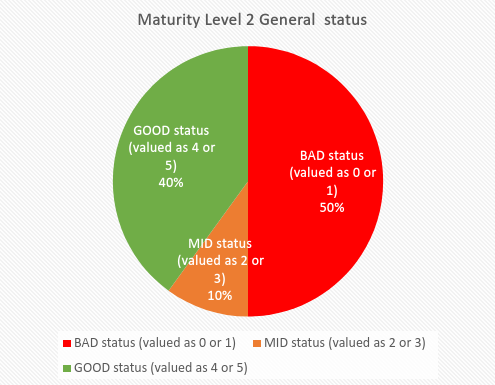 Maturity Level 2 General  status
GOOD status
(valued as 4 or
5)
40%
BAD status
(valued as 0 or
1)
50%
MID status
(valued as 2 or
3)
10%
BAD status (valued as 0 or 1)
MID status (valued as 2 or 3)
GOOD status (valued as 4 or 5)